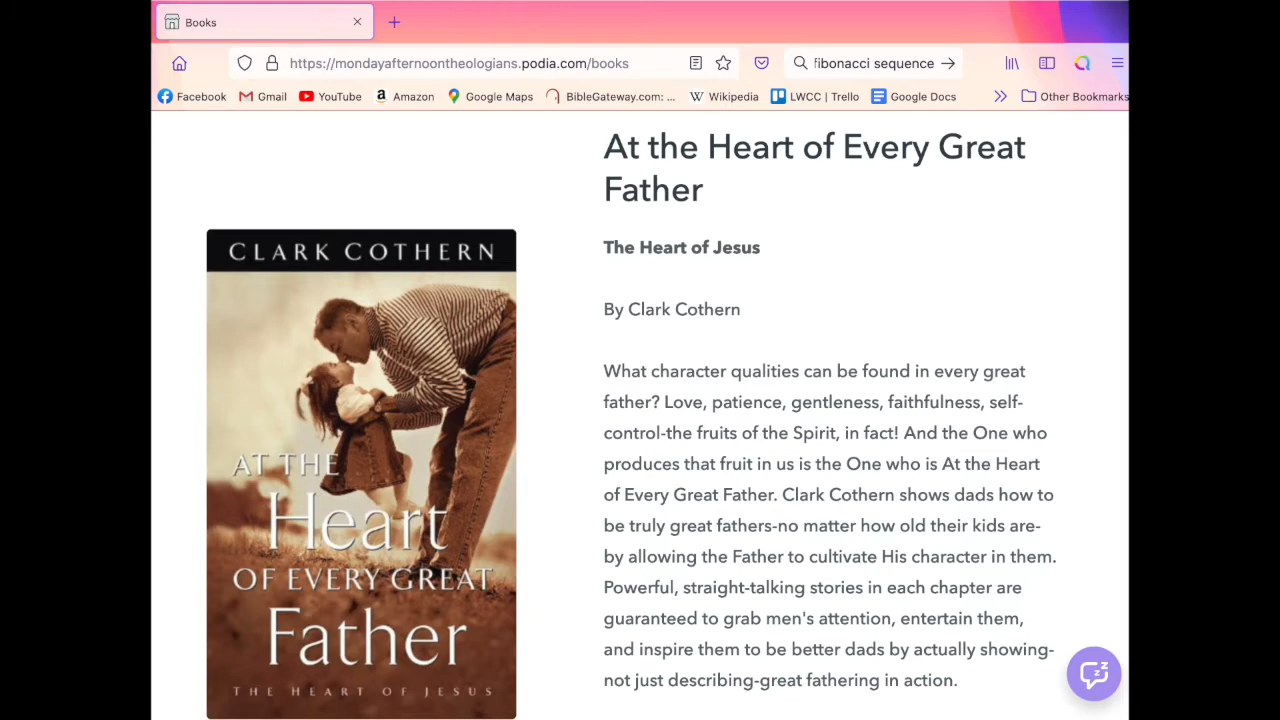 Books
https://mondayafternoontheologians.podia.com/books
fibonacci sequence
Facebook
Gmail
YouTube
Amazon
Google Maps
BibleGateway.com: ...
Wikipedia
LWCC | Trello
Google Docs
Other Bookmarks
At the Heart of Every Great
Father
The Heart of Jesus
By Clark Cothern
What character qualities can be found in every great
father? Love, patience, gentleness, faithfulness, self-
control-the fruits of the Spirit, in fact! And the One who
produces that fruit in us is the One who is At the Heart
of Every Great Father. Clark Cothern shows dads how to
be truly great fathers-no matter how old their kids are-
by allowing the Father to cultivate His character in them.
Powerful, straight-talking stories in each chapter are
guaranteed to grab men's attention, entertain them,
and inspire them to be better dads by actually showing-
not just describing-great fathering in action.
CLARK COTHERN
AT THE
Heart
OF EVERY GREAT
Father
THE HEART OF JESUS